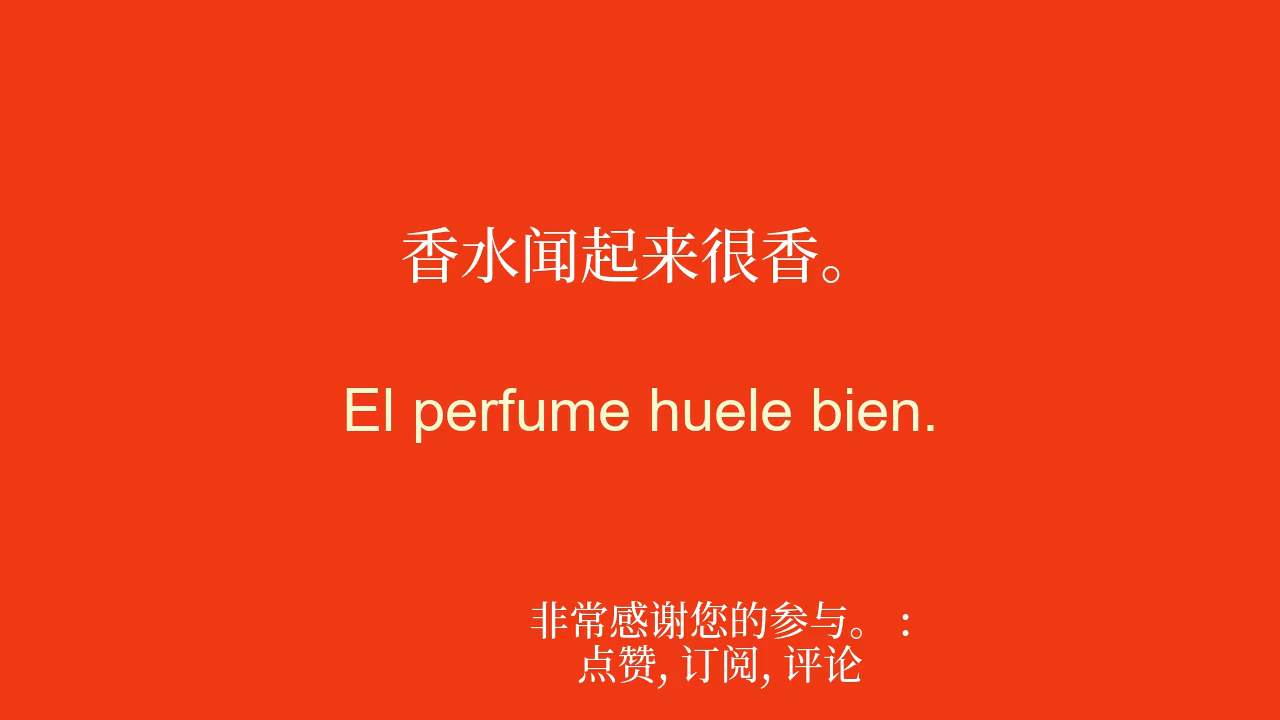 香水闻起来很香。
El perfume huele bien.
非常感谢您的参与。 :
点赞, 订阅, 评论